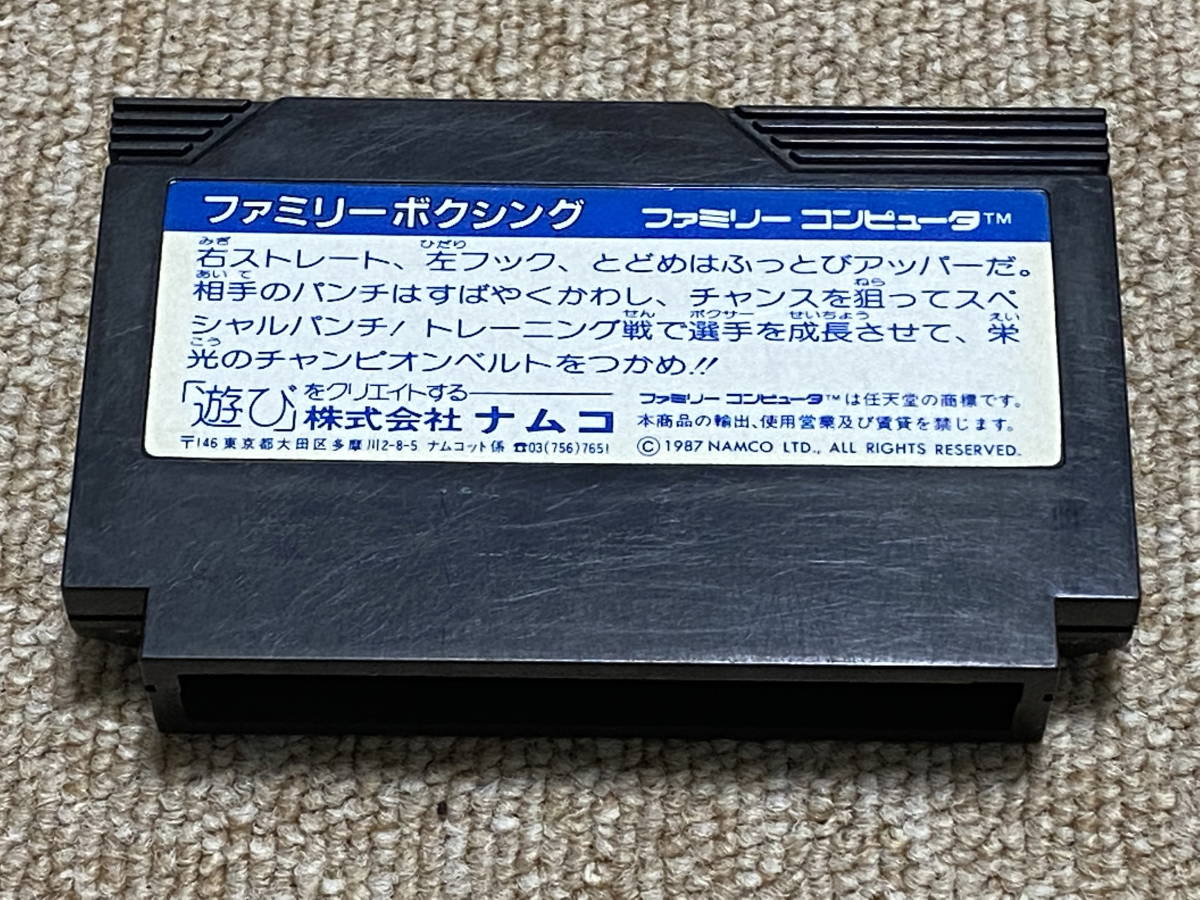 ファミリーボクシング ファミリー コンピュータ™
右ストレート、左フック、とどめはふっとびアッパーだ。
相手のパンチはすばやくかわし、チャンスを狙ってスペ
シャルパンチ! トレーニング戦で選手を成長させて、栄
光のチャンピオンベルトをつかめ!!
「遊び」をクリエイトする
株式会社 ナムコ
〒146 東京都大田区多摩川2-8-5 ナムコット係 ☎03(756)7651
ファミリー コンピュータ™は任天堂の商標です。
本商品の輸出、使用営業及び賃貸を禁じます。
©1987 NAMCO LTD., ALL RIGHTS RESERVED.